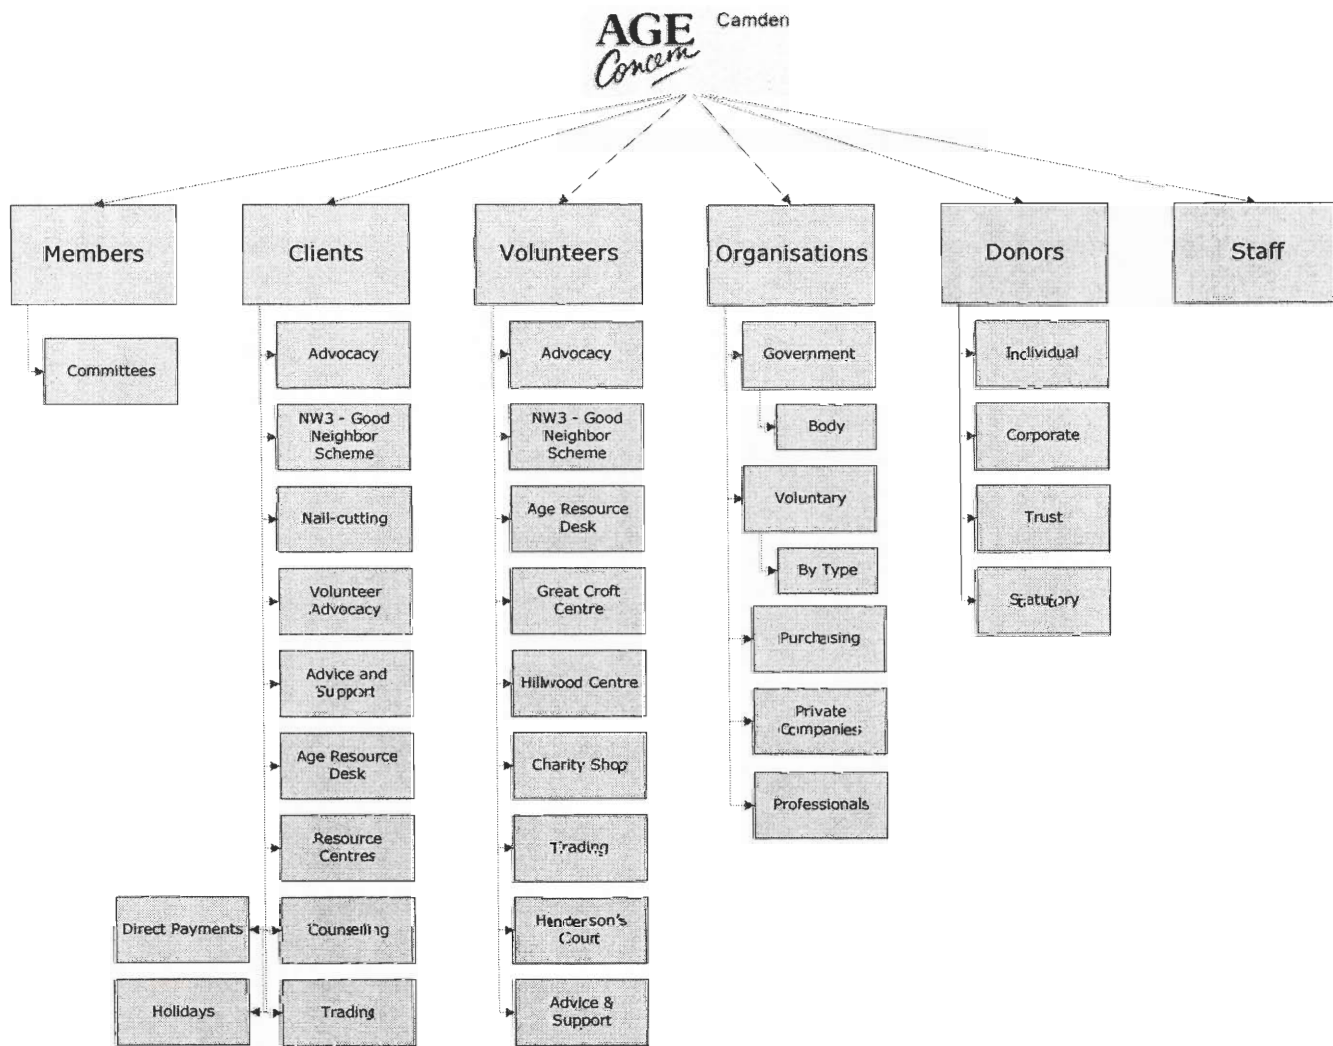 AGE
Concern
Camden
Members
Clients
Volunteers
Organisations
Donors
Staff
Committees
Advocacy
NW3 - Good
Neighbor
Scheme
Nail-cutting
Volunteer
Advocacy
Advice and
Support
Age Resource
Desk
Resource
Centres
Direct Payments
Counselling
Holidays
Trading
Advocacy
NW3 - Good
Neighbor
Scheme
Age Resource
Desk
Great Croft
Centre
Hillwood Centre
Charity Shop
Trading
Henderson's
Court
Advice &
Support
Government
Body
Voluntary
By Type
Purchasing
Private
Companies
Professionals
Individual
Corporate
Trust
Statutory